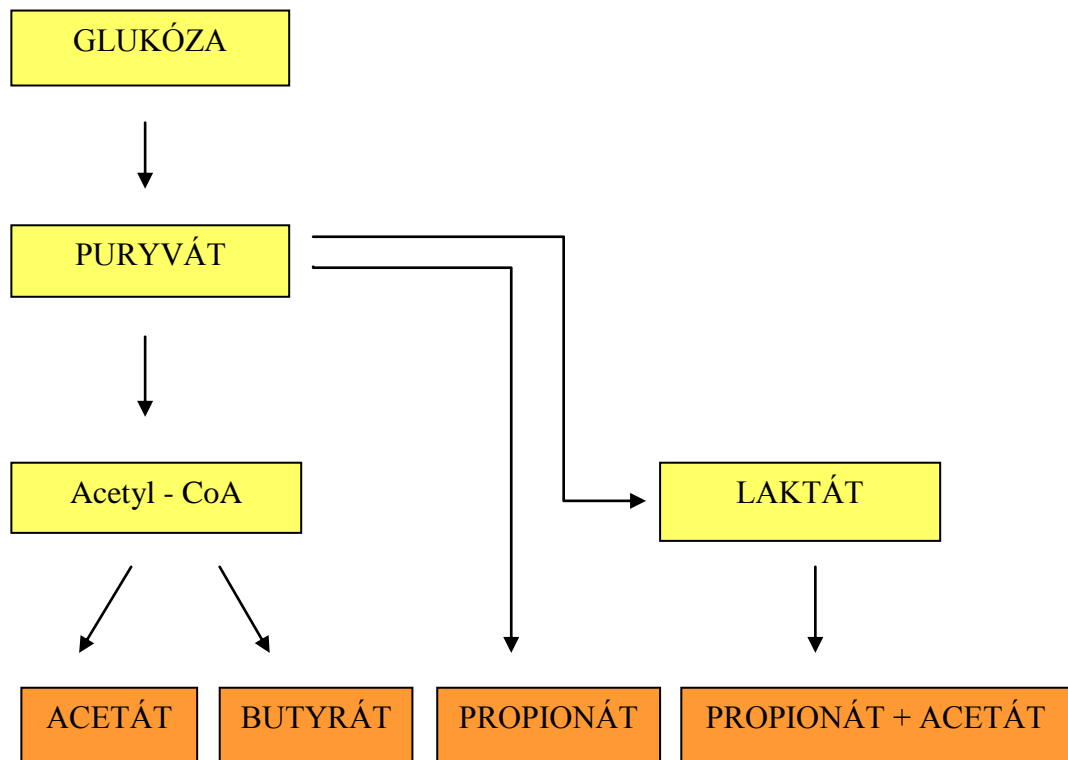 GLUKÓZA
PURYVÁT
Acetyl - CoA
LAKTÁT
ACETÁT
BUTYRÁT
PROPIONÁT
PROPIONÁT + ACETÁT